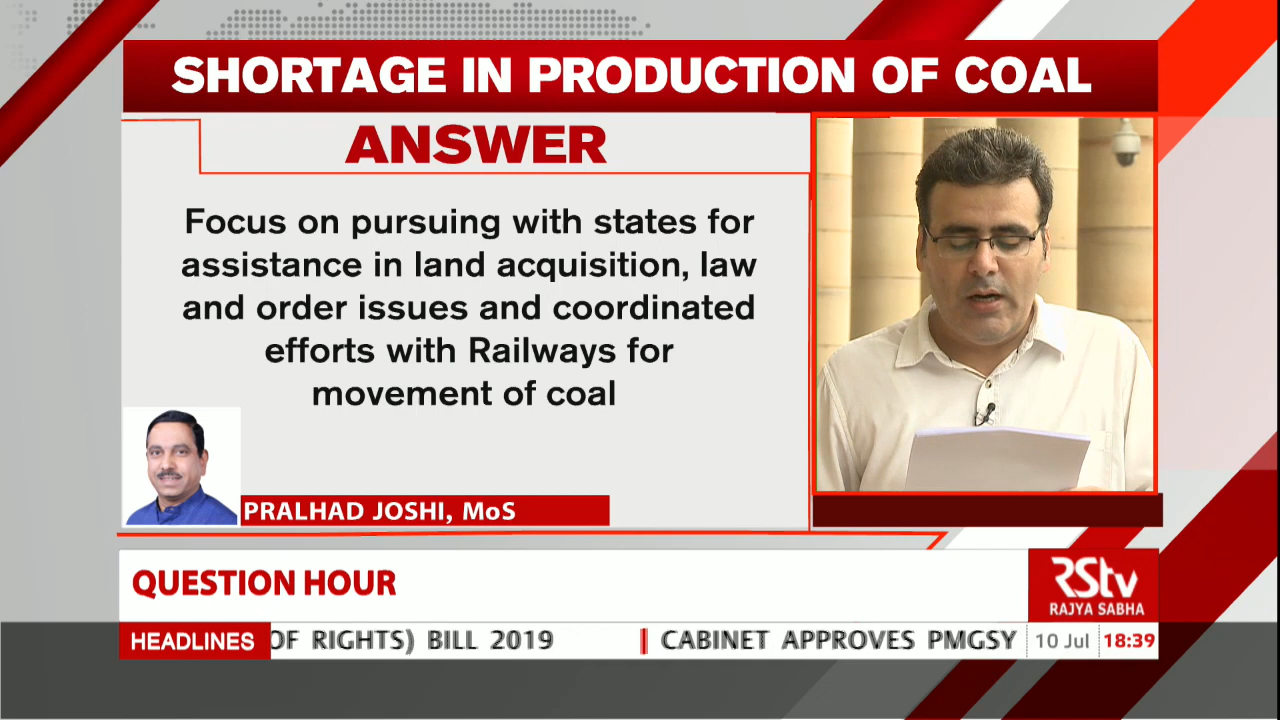 SHORTAGE IN PRODUCTION OF COAL
ANSWER
Focus on pursuing with states for
assistance in land acquisition, law
and order issues and coordinated
efforts with Railways for
movement of coal
PRALHAD JOSHI, MoS
QUESTION HOUR
RStv
RAJYA SABHA
HEADLINES OF RIGHTS) BILL 2019 CABINET APPROVES PMGSY 10 Jul 18:39